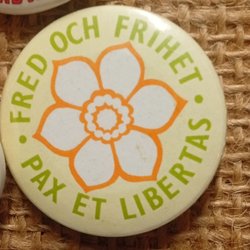 FRED OCH FRIHET
PAX ET LIBERTAS